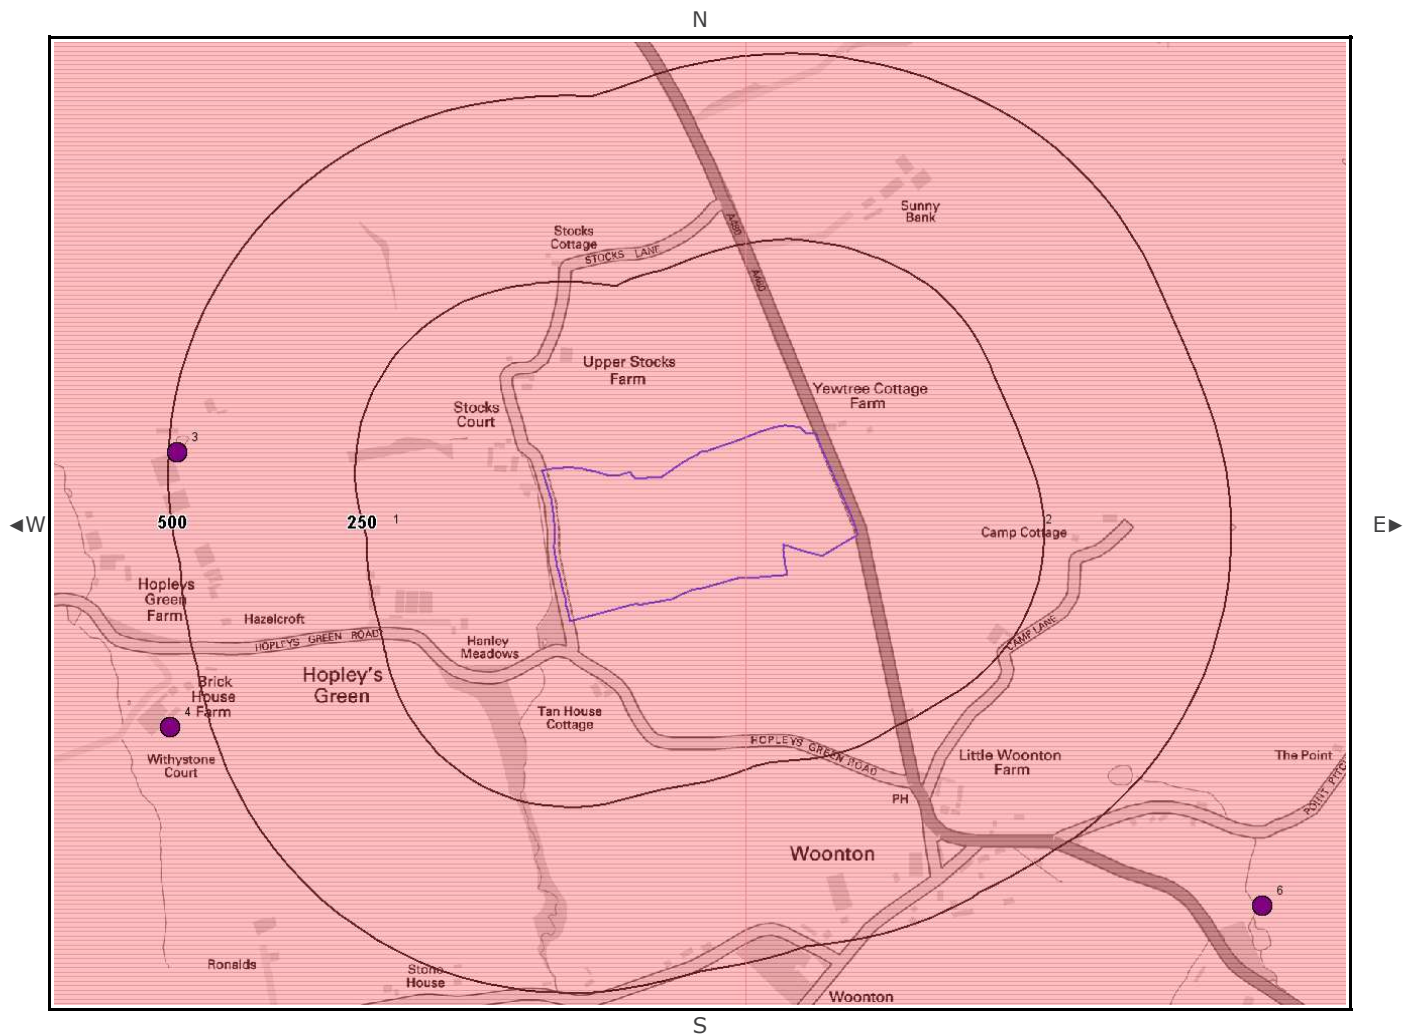 N
Sunny
Bank
Stocks
Cottage
STOCKS LANE
A480
A480
Upper Stocks
Farm
Yewtree Cottage
Farm
Stocks
Court
3
◄W
500
250
1
2
Camp Cottage
E►
Hopleys
Green
Farm
Hazelcroft
HOPLEYS GREEN ROAD
Hanley
Meadows
CAMP LANE
Hopley's
Green
Brick
House
Farm
4
Tan House
Cottage
HOPLEYS GREEN ROAD
Withystone
Court
Little Woonton
Farm
The Point
PH
POINT PITCH
Woonton
6
Ronalds
Stone
House
Woonton
S